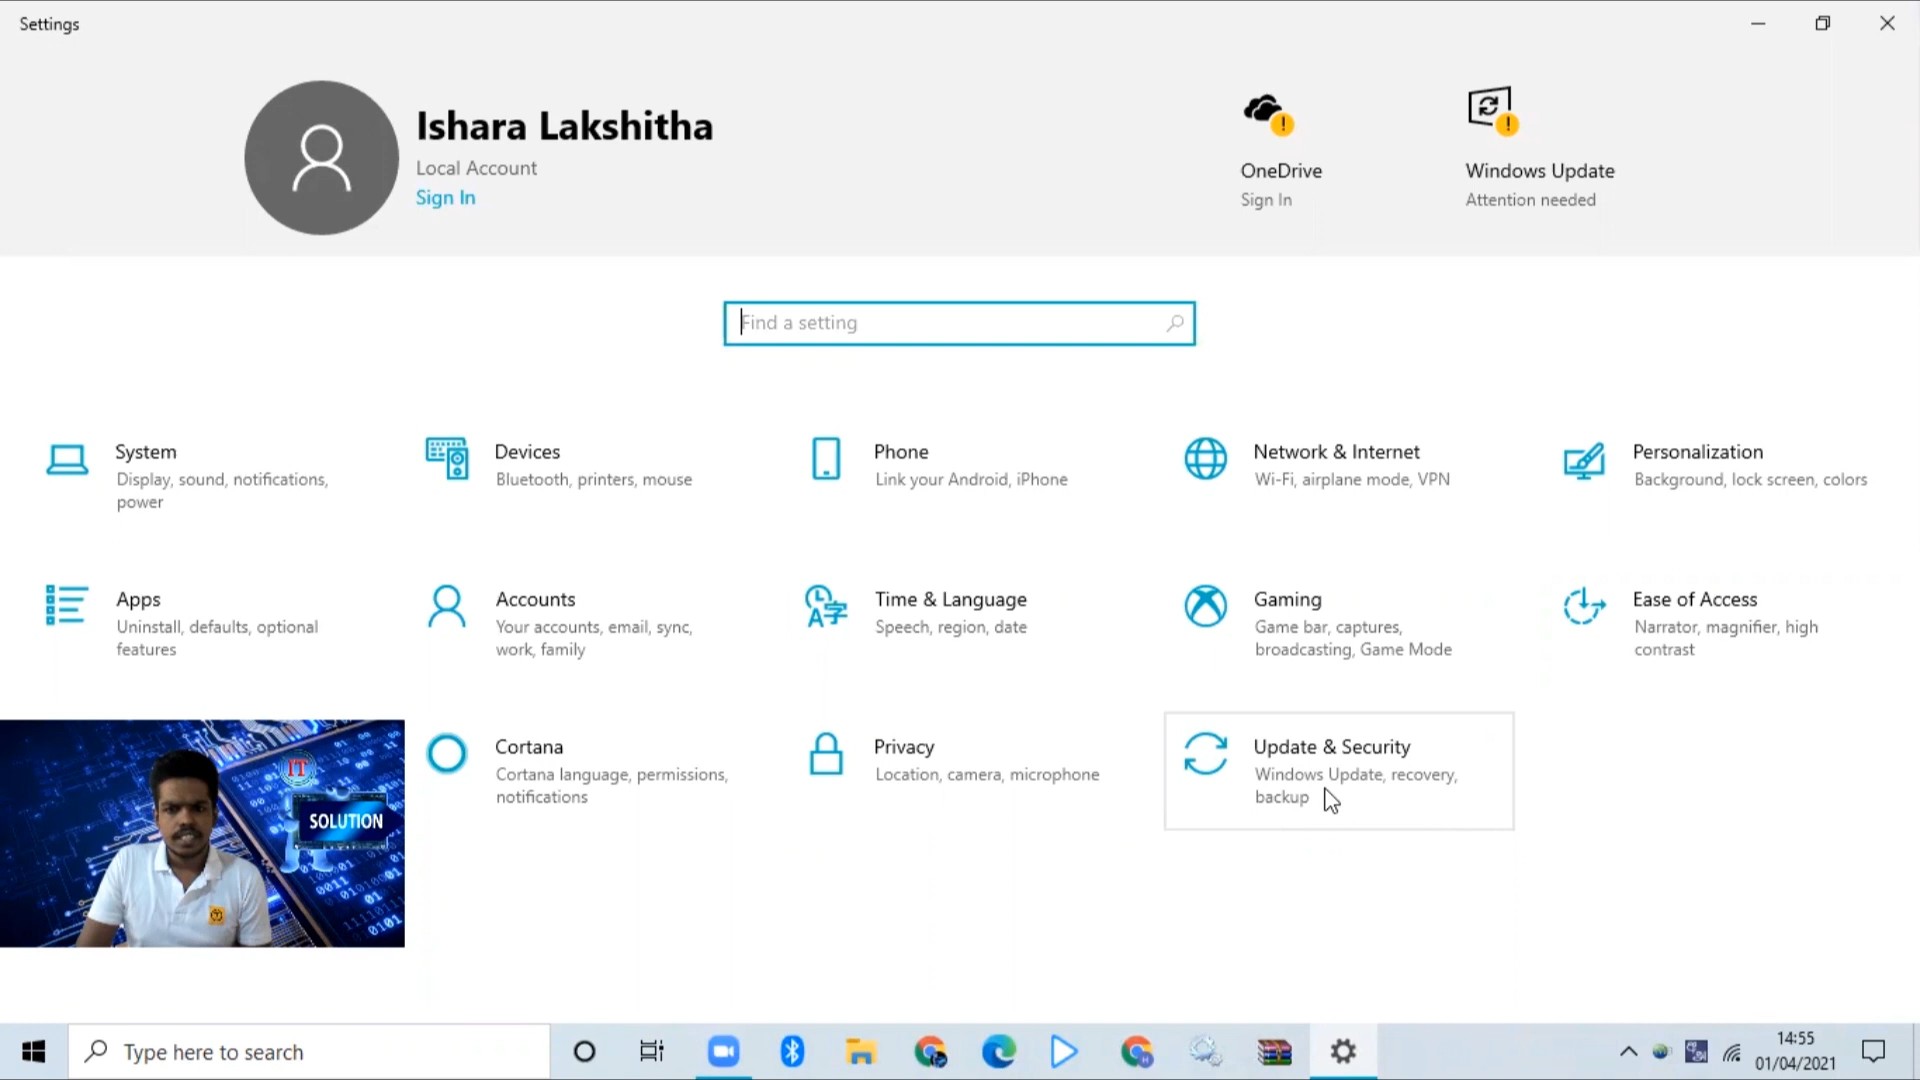 Settings
Ishara Lakshitha
Local Account
Sign In
OneDrive
Sign In
Windows Update
Attention needed
Find a setting
System
Display, sound, notifications,
power
Devices
Bluetooth, printers, mouse
Phone
Link your Android, iPhone
Network & Internet
Wi-Fi, airplane mode, VPN
Personalization
Background, lock screen, colors
Apps
Uninstall, defaults, optional
features
Accounts
Your accounts, email, sync,
work, family
Time & Language
Speech, region, date
Gaming
Game bar, captures,
broadcasting, Game Mode
Ease of Access
Narrator, magnifier, high
contrast
IT
SOLUTION
Cortana
Cortana language, permissions,
notifications
Privacy
Location, camera, microphone
Update & Security
Windows Update, recovery,
backup
Type here to search
14:55
01/04/2021